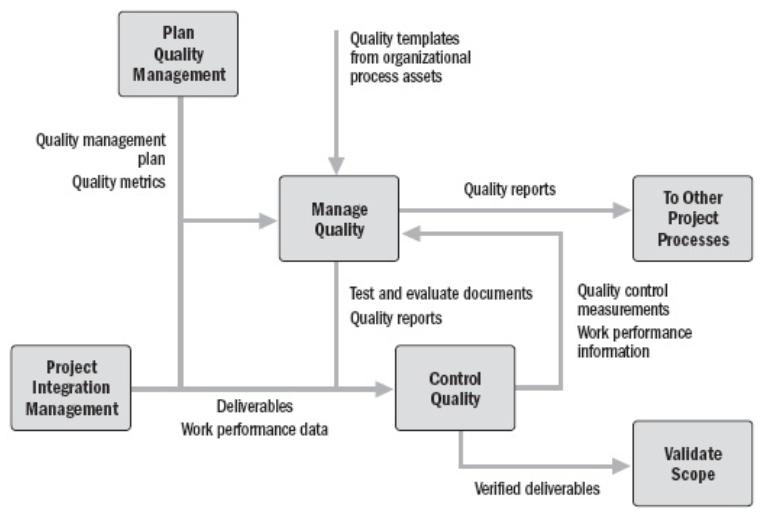 Plan
Quality
Management
Quality templates
from organizational
process assets
Quality management
plan
Quality metrics
Manage
Quality
Quality reports
To Other
Project
Processes
Test and evaluate documents
Quality reports
Quality control
measurements
Work performance
information
Project
Integration
Management
Deliverables
Work performance data
Control
Quality
Validate
Scope
Verified deliverables